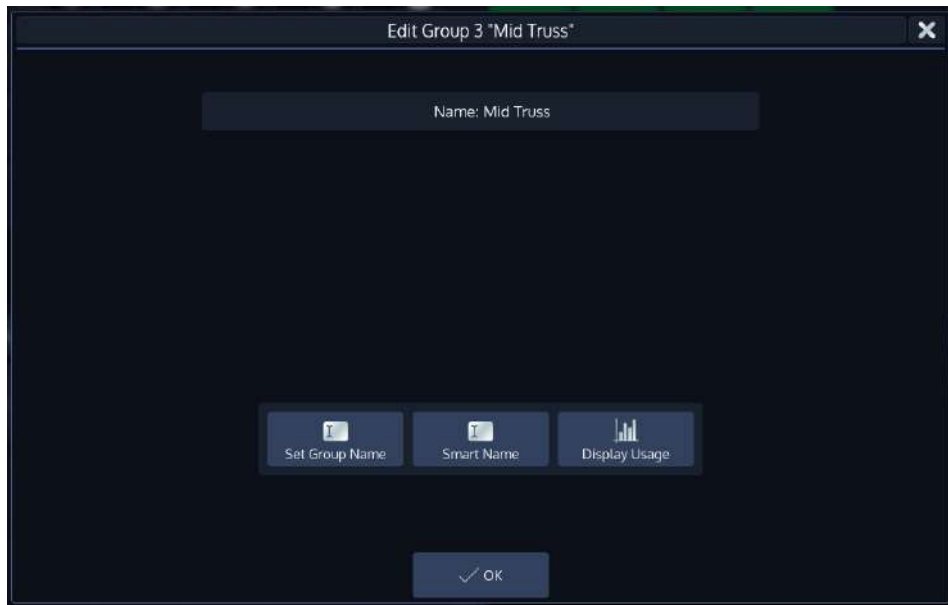 Edit Group 3 "Mid Truss"
Name: Mid Truss
Set Group Name
Smart Name
Display Usage
OK